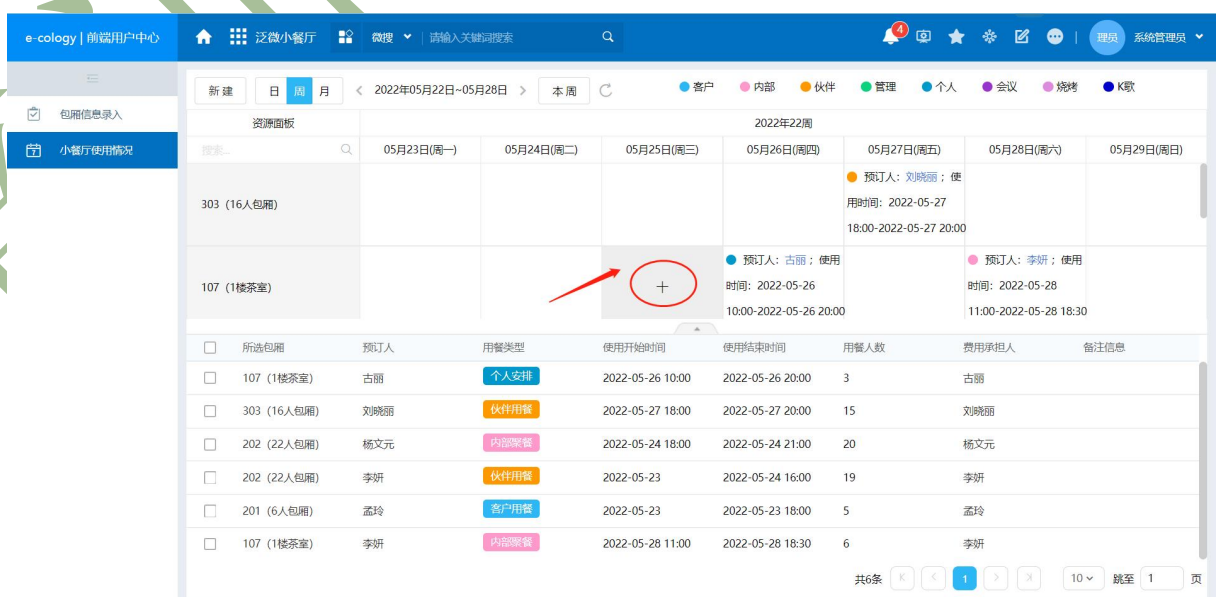 e-cology | 前端用户中心 泛微小餐厅 微搜 请输入关键词搜索 4 理员 系统管理员
新建 日 周 月 2022年05月22日~05月28日 本周 客户 内部 伙伴 管理 个人 会议 烧烤 K歌
包厢信息录入
小餐厅使用情况
资源面板 2022年22周
搜索... 05月23日(周一) 05月24日(周二) 05月25日(周三) 05月26日(周四) 05月27日(周五) 05月28日(周六) 05月29日(周日)
303（16人包厢）
预订人：刘晓丽；使
用时间：2022-05-27
18:00-2022-05-27 20:00
107（1楼茶室）
+
预订人：古丽；使用
时间：2022-05-26
10:00-2022-05-26 20:00
预订人：李妍；使用
时间：2022-05-28
11:00-2022-05-28 18:30
所选包厢 预订人 用餐类型 使用开始时间 使用结束时间 用餐人数 费用承担人 备注信息
107（1楼茶室） 古丽 个人安排 2022-05-26 10:00 2022-05-26 20:00 3 古丽
303（16人包厢） 刘晓丽 伙伴用餐 2022-05-27 18:00 2022-05-27 20:00 15 刘晓丽
202（22人包厢） 杨文元 内部聚餐 2022-05-24 18:00 2022-05-24 21:00 20 杨文元
202（22人包厢） 李妍 伙伴用餐 2022-05-23 2022-05-24 16:00 19 李妍
201（6人包厢） 孟玲 客户用餐 2022-05-23 2022-05-23 18:00 5 孟玲
107（1楼茶室） 李妍 内部聚餐 2022-05-28 11:00 2022-05-28 18:30 6 李妍
共6条 1 10 跳至 1 页